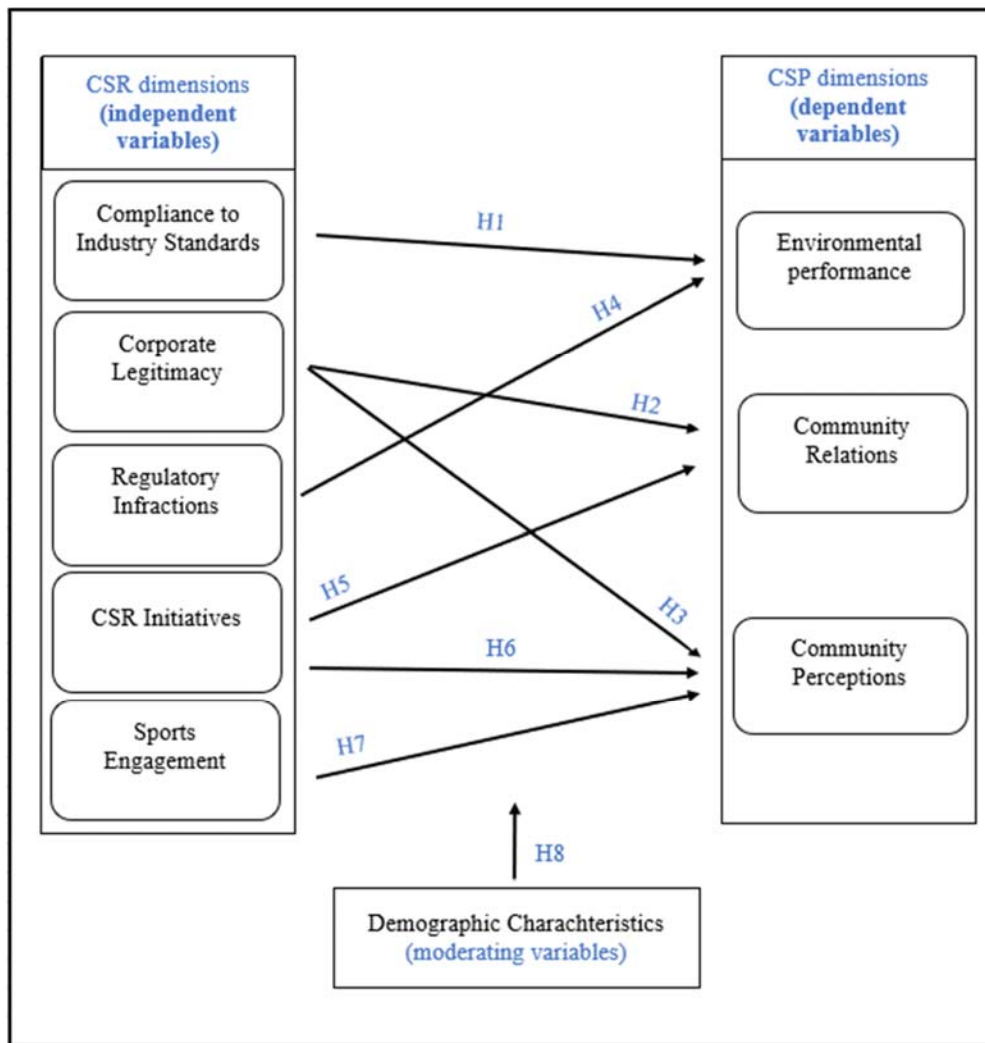 CSR dimensions
(independent
variables)
Compliance to
Industry Standards
Corporate
Legitimacy
Regulatory
Infractions
CSR Initiatives
Sports
Engagement
H1
H4
H2
H5
H3
H6
H7
H8
CSP dimensions
(dependent
variables)
Environmental
performance
Community
Relations
Community
Perceptions
Demographic Charachteristics
(moderating variables)